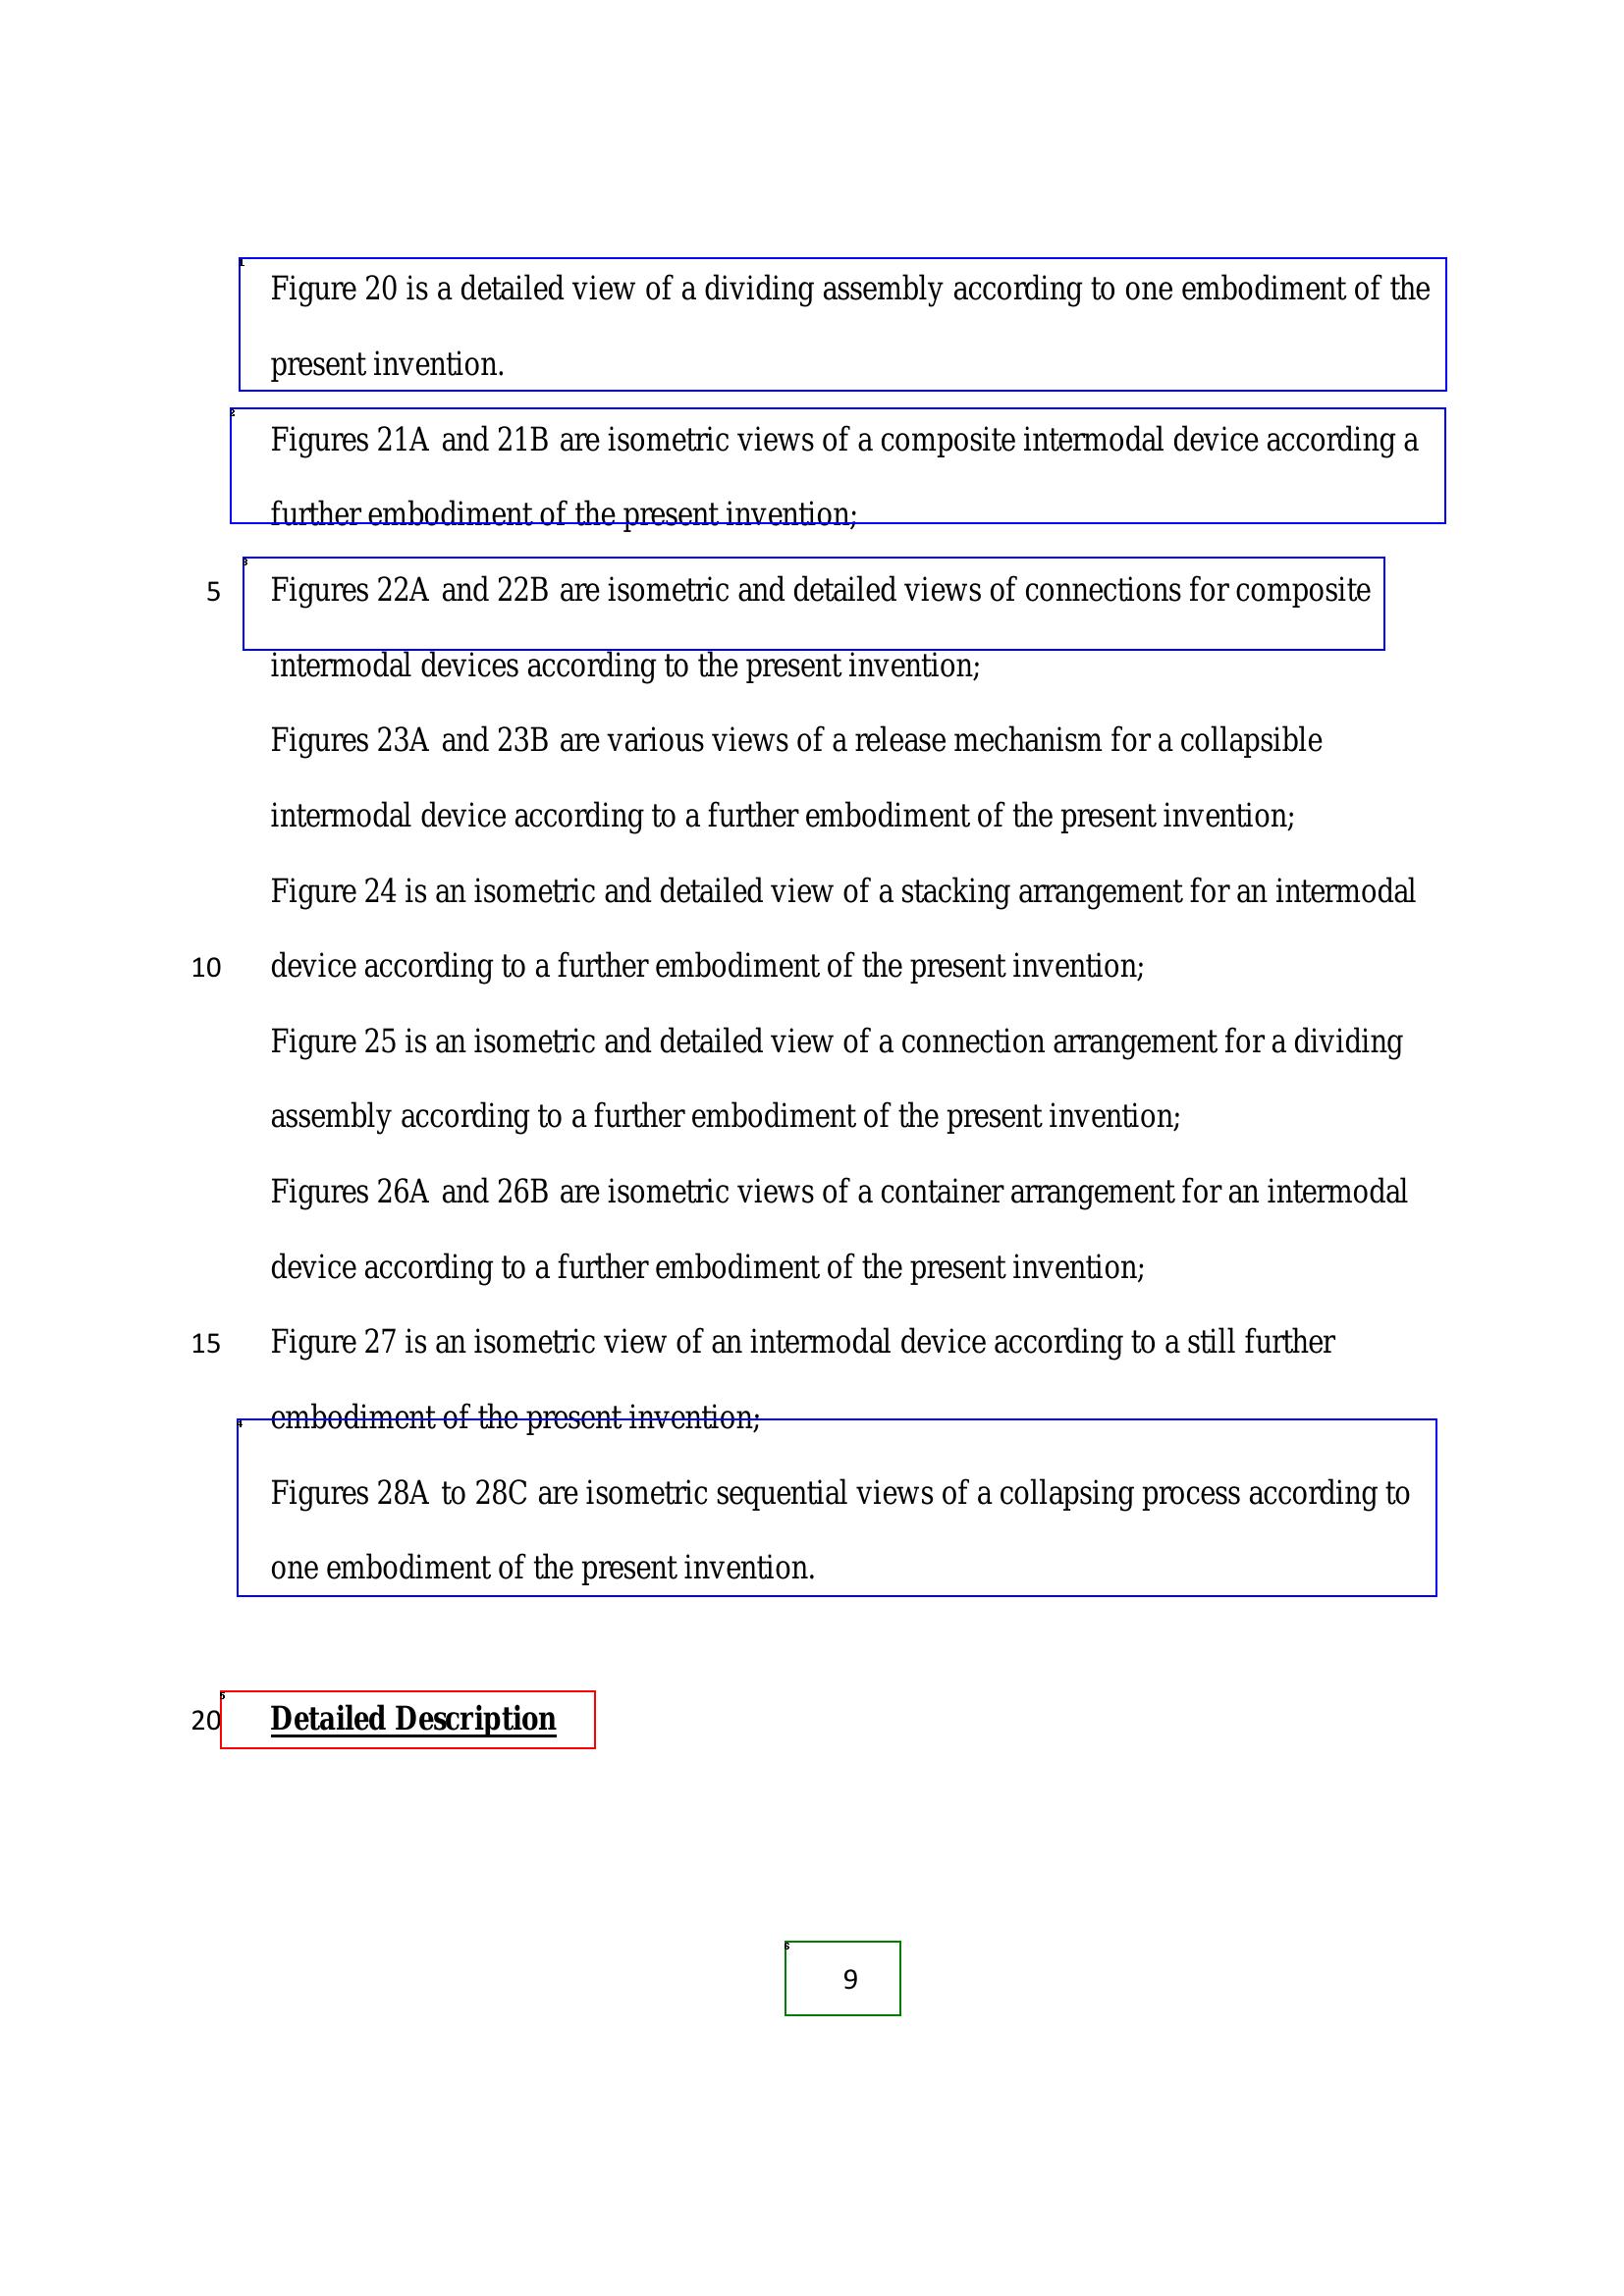 Figure 20 is a detailed view of a dividing assembly according to one embodiment of the
present invention.
Figures 21A and 21B are isometric views of a composite intermodal device according a
further embodiment of the present invention;
5 Figures 22A and 22B are isometric and detailed views of connections for composite
intermodal devices according to the present invention;
Figures 23A and 23B are various views of a release mechanism for a collapsible
intermodal device according to a further embodiment of the present invention;
Figure 24 is an isometric and detailed view of a stacking arrangement for an intermodal
10 device according to a further embodiment of the present invention;
Figure 25 is an isometric and detailed view of a connection arrangement for a dividing
assembly according to a further embodiment of the present invention;
Figures 26A and 26B are isometric views of a container arrangement for an intermodal
device according to a further embodiment of the present invention;
15 Figure 27 is an isometric view of an intermodal device according to a still further
embodiment of the present invention;
Figures 28A to 28C are isometric sequential views of a collapsing process according to
one embodiment of the present invention.
20 Detailed Description
9